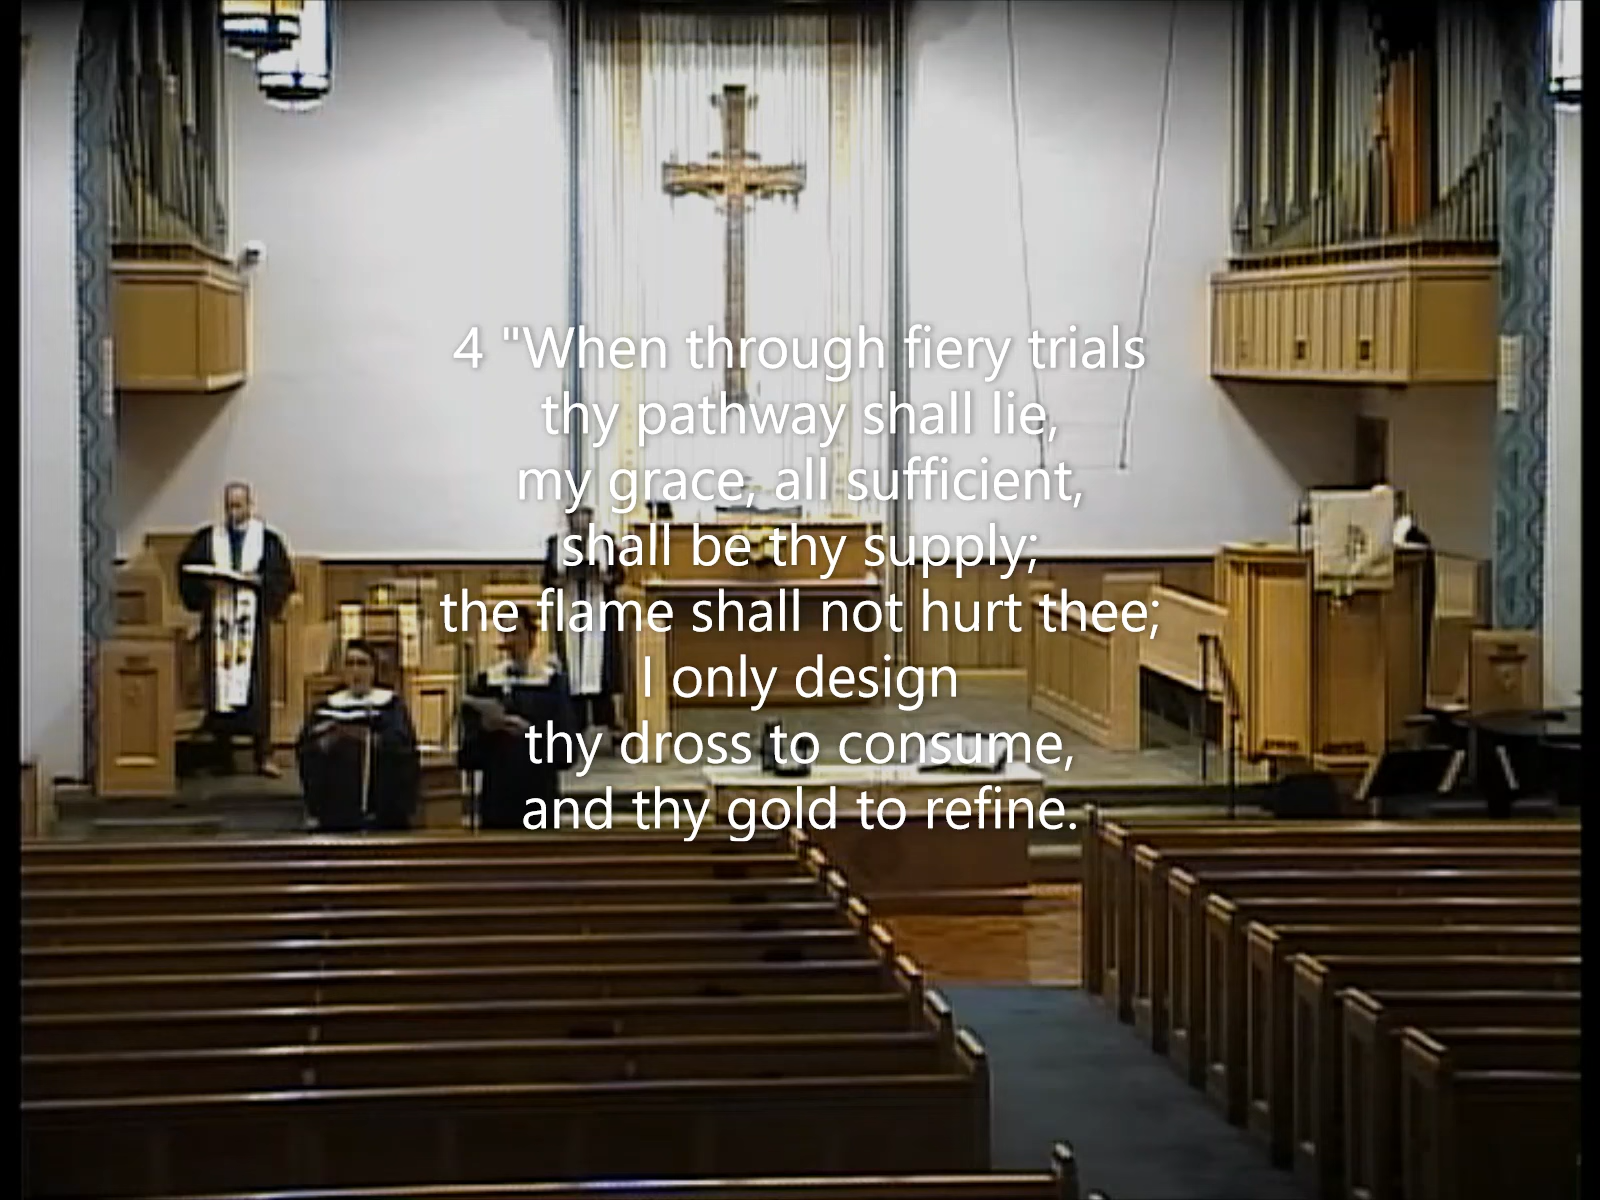 4 "When through fiery trials
thy pathway shall lie,
my grace, all sufficient,
shall be thy supply;
the flame shall not hurt thee;
I only design
thy dross to consume,
and thy gold to refine.